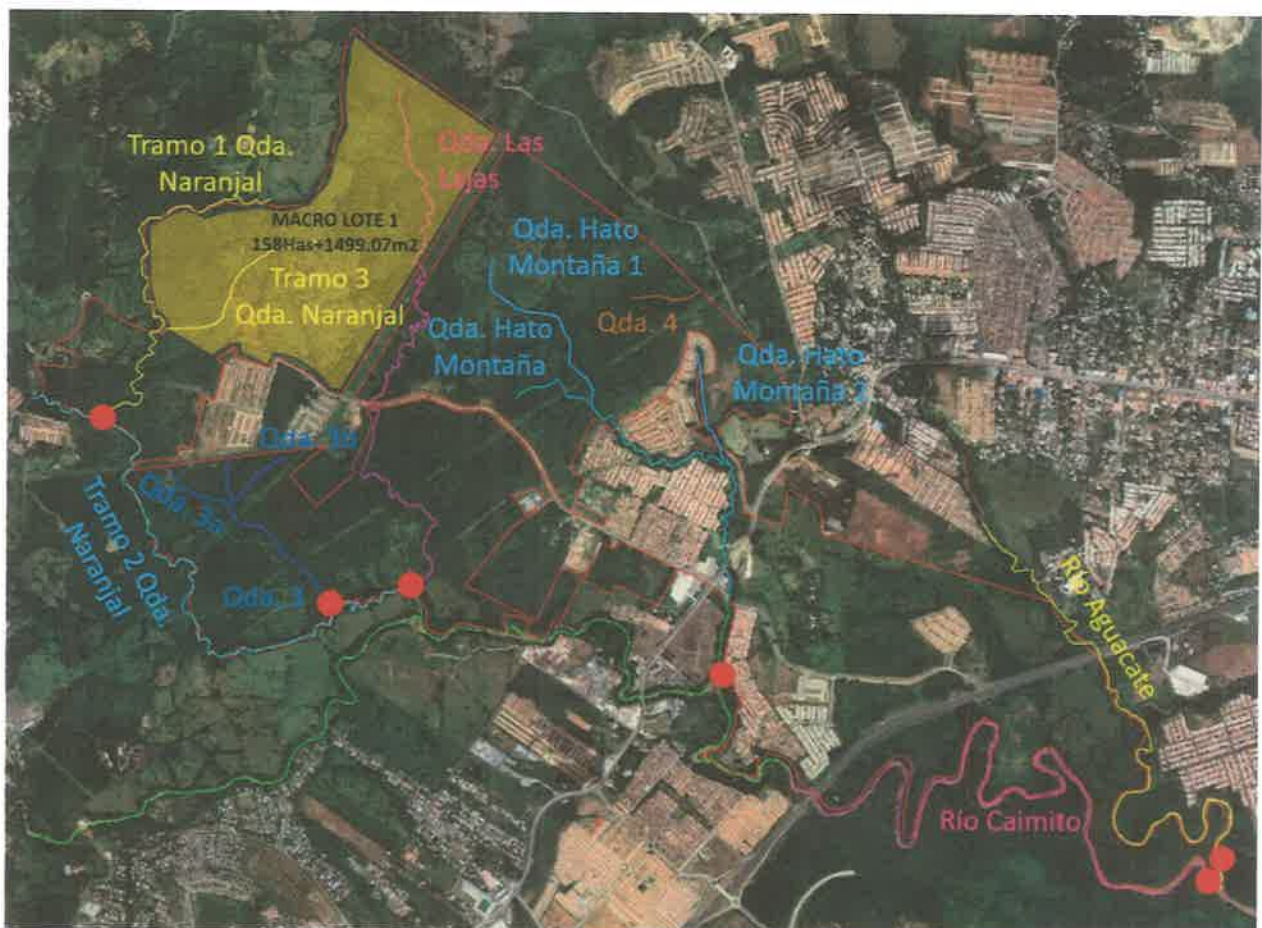 Tramo 1 Qda.
Naranjal
Qda. Las
Lajas
MACRO LOTE 1
158Has+1499.07m2
Tramo 3
Qda. Naranjal
Qda. Hato
Montaña 1
Qda. 4
Qda. Hato
Montaña
Qda. Hato
Montaña 2
Qda. 3b
Qda. 3a
Tramo 2 Qda.
Naranjal
Qda. 3
Río Aguacate
Río Caimito